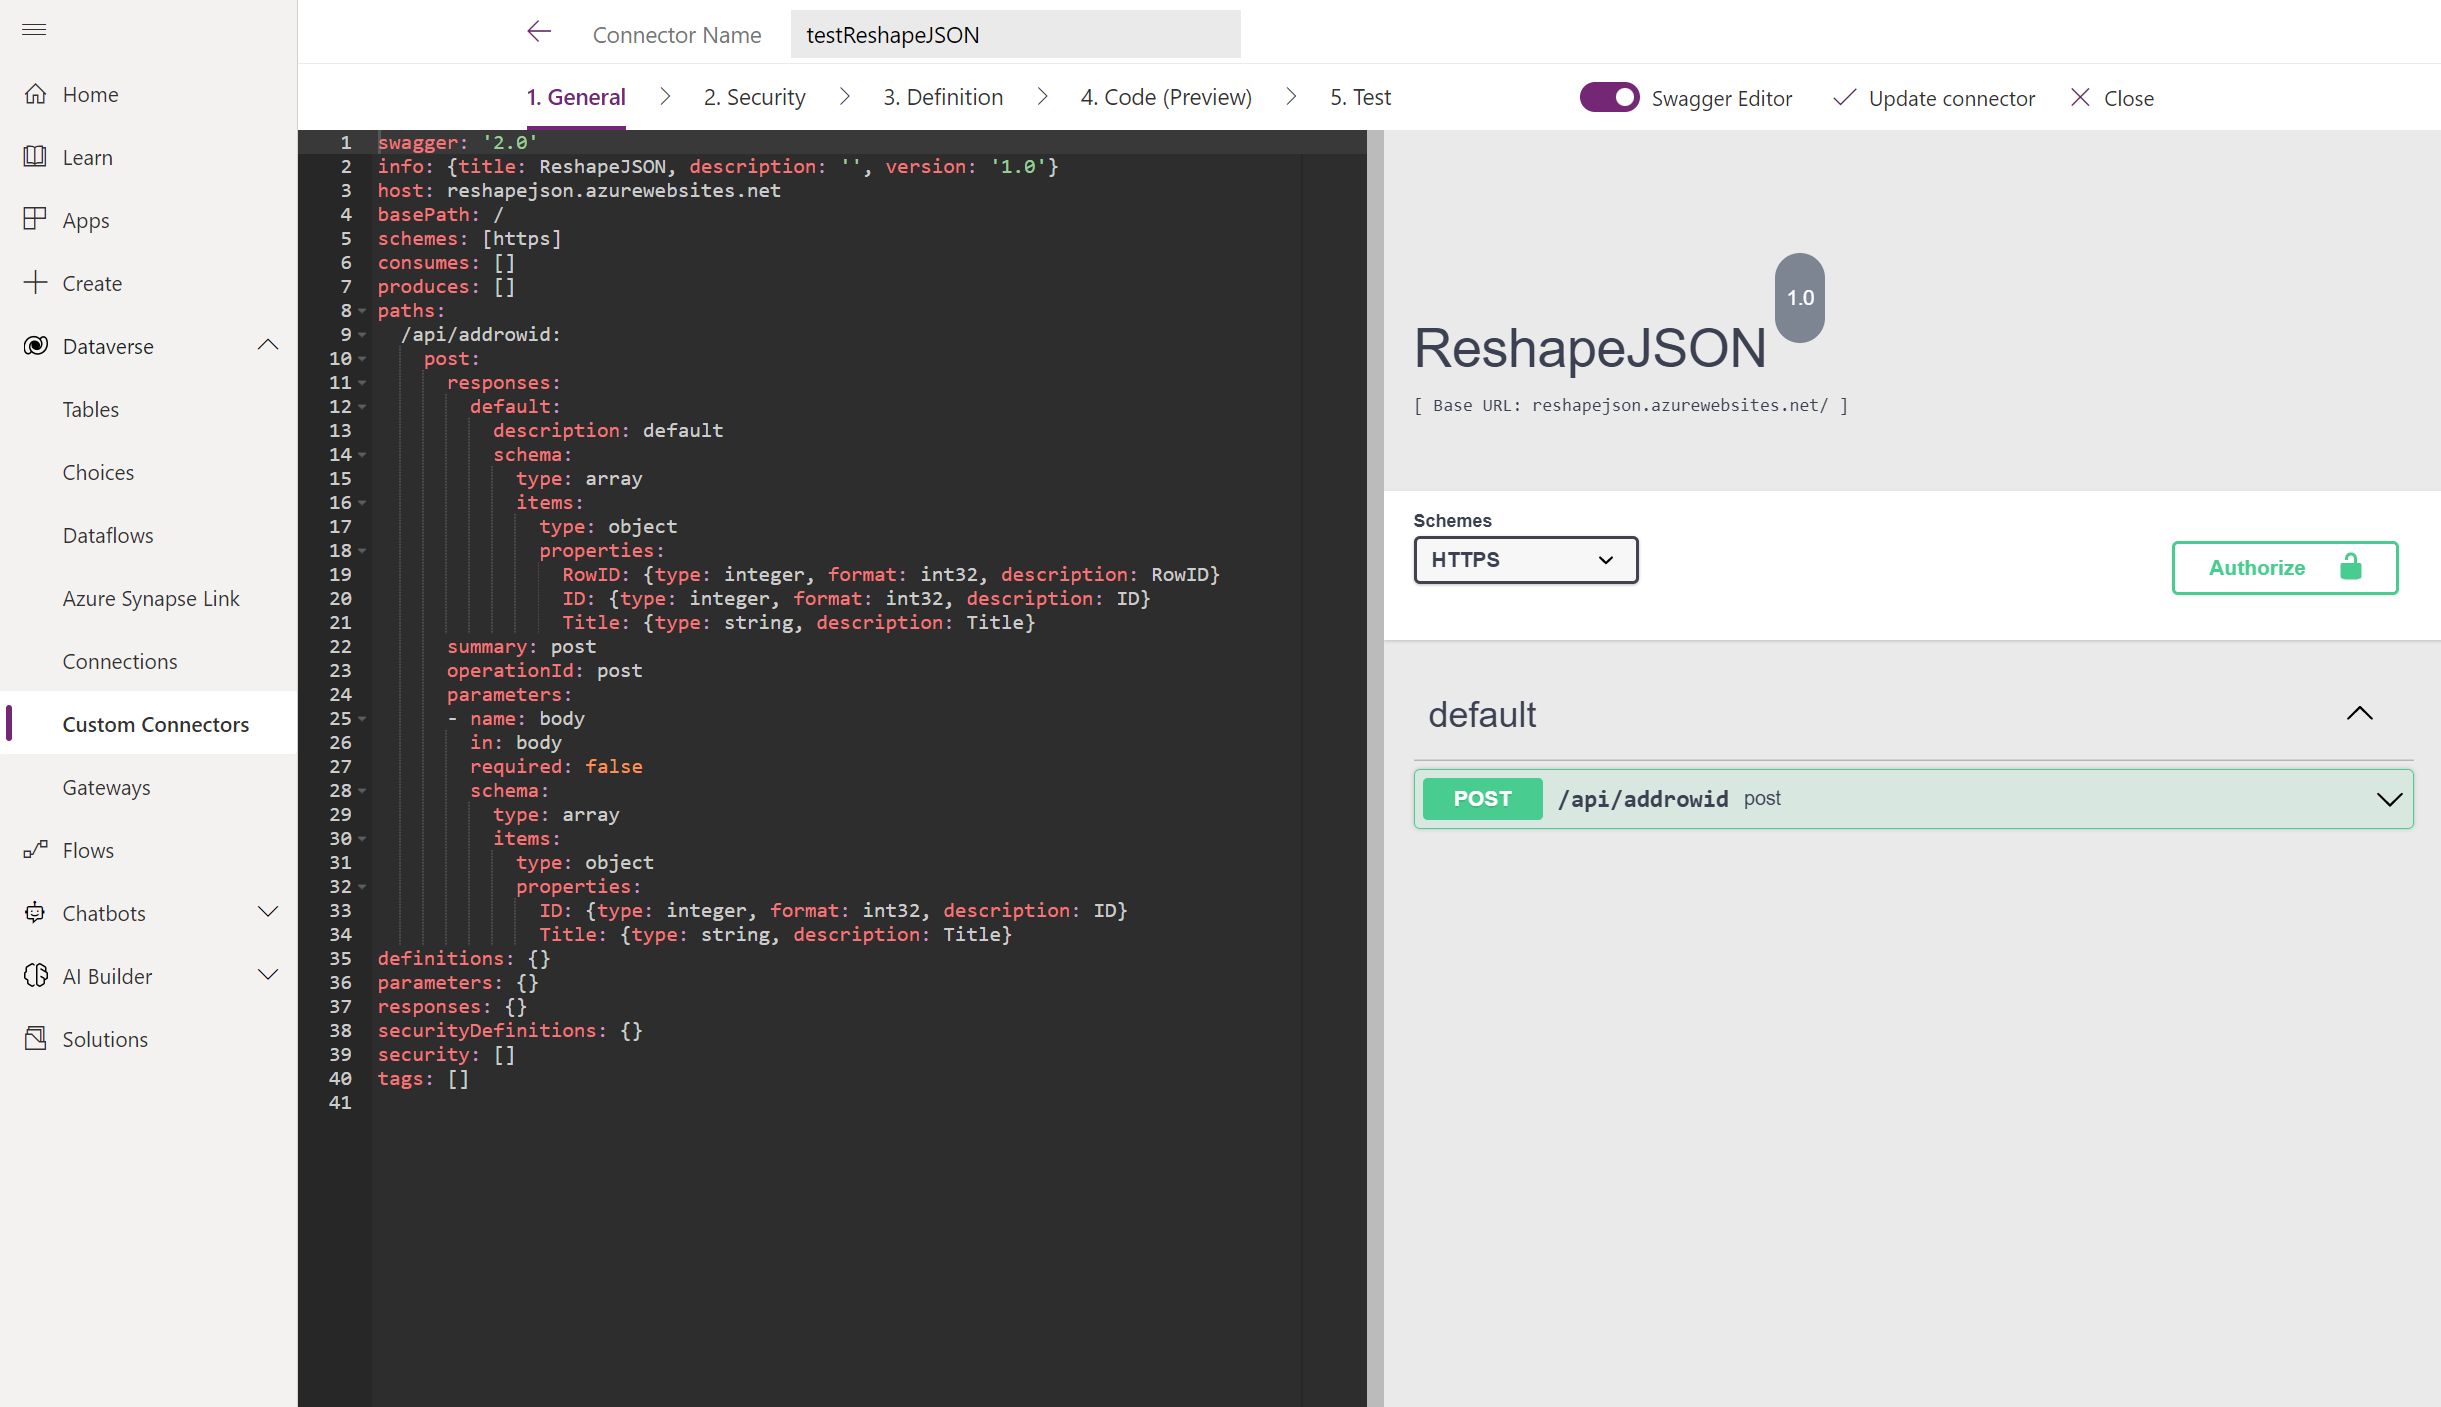 Connector Name
testReshapeJSON
1. General
2. Security
3. Definition
4. Code (Preview)
5. Test
Swagger Editor
Update connector
Close
Home
Learn
Apps
Create
Dataverse
Tables
Choices
Dataflows
Azure Synapse Link
Connections
Custom Connectors
Gateways
Flows
Chatbots
AI Builder
Solutions
1 swagger: '2.0'
2 info: {title: ReshapeJSON, description: '', version: '1.0'}
3 host: reshapejson.azurewebsites.net
4 basePath: /
5 schemes: [https]
6 consumes: []
7 produces: []
8 paths:
9   /api/addrowid:
10     post:
11       responses:
12         default:
13           description: default
14           schema:
15             type: array
16             items:
17               type: object
18               properties:
19                 RowID: {type: integer, format: int32, description: RowID}
20                 ID: {type: integer, format: int32, description: ID}
21                 Title: {type: string, description: Title}
22       summary: post
23       operationId: post
24       parameters:
25       - name: body
26         in: body
27         required: false
28         schema:
29           type: array
30           items:
31             type: object
32             properties:
33               ID: {type: integer, format: int32, description: ID}
34               Title: {type: string, description: Title}
35 definitions: {}
36 parameters: {}
37 responses: {}
38 securityDefinitions: {}
39 security: []
40 tags: []
41
1.0
ReshapeJSON
[ Base URL: reshapejson.azurewebsites.net/ ]
Schemes
HTTPS
Authorize
default
POST /api/addrowid post